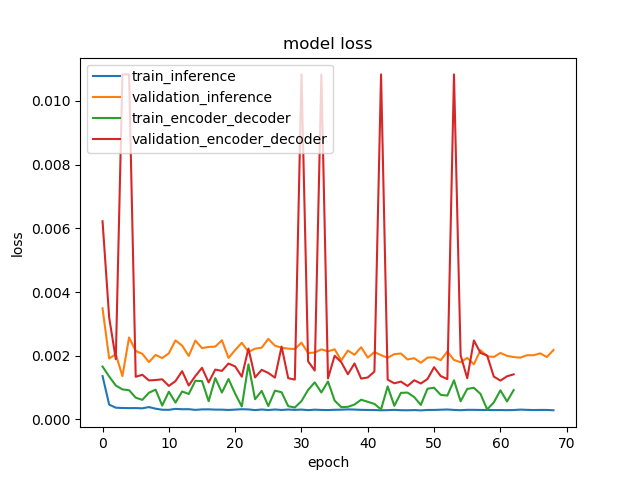 model loss
train_inference
validation_inference
train_encoder_decoder
validation_encoder_decoder
0.010
0.008
0.006
0.004
0.002
0.000
loss
0 10 20 30 40 50 60 70
epoch